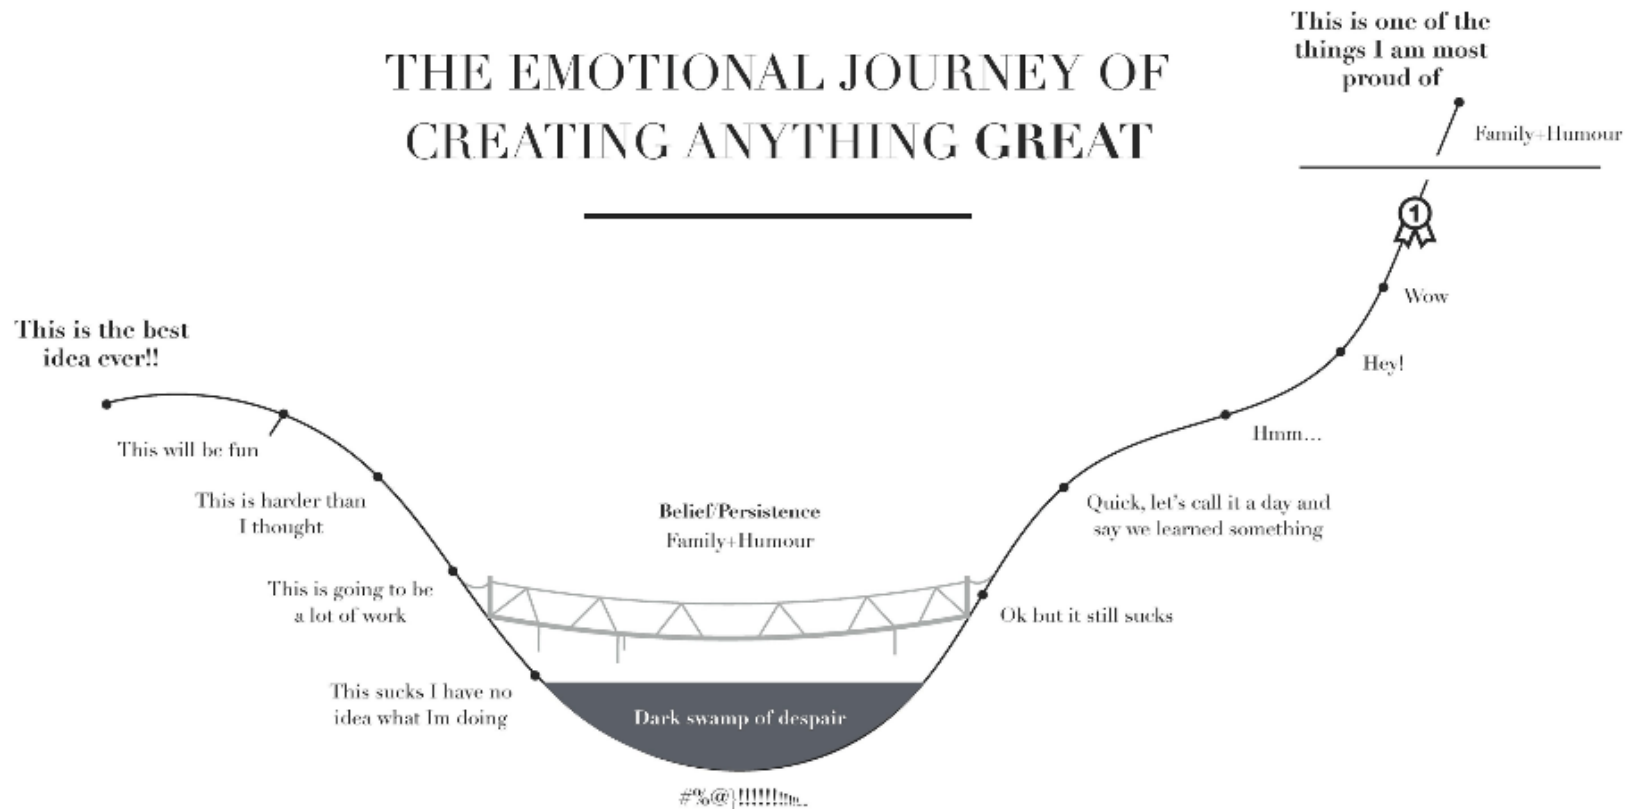 THE EMOTIONAL JOURNEY OF
CREATING ANYTHING GREAT
This is the best
idea ever!!
This will be fun
This is harder than
I thought
This is going to be
a lot of work
This sucks I have no
idea what Im doing
Dark swamp of despair
#%@}!!!!!!!!!!...
Belief/Persistence
Family+Humour
Ok but it still sucks
Quick, let's call it a day and
say we learned something
Hmm...
Hey!
Wow
1
This is one of the
things I am most
proud of
Family+Humour